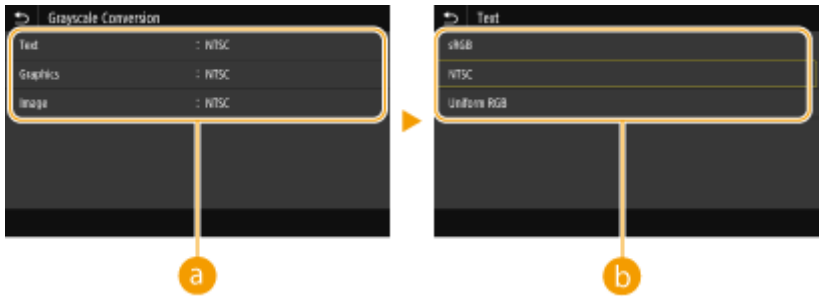 Grayscale Conversion
Text : NTSC
Graphics : NTSC
Image : NTSC
a
Text
sRGB
NTSC
Uniform RGB
b